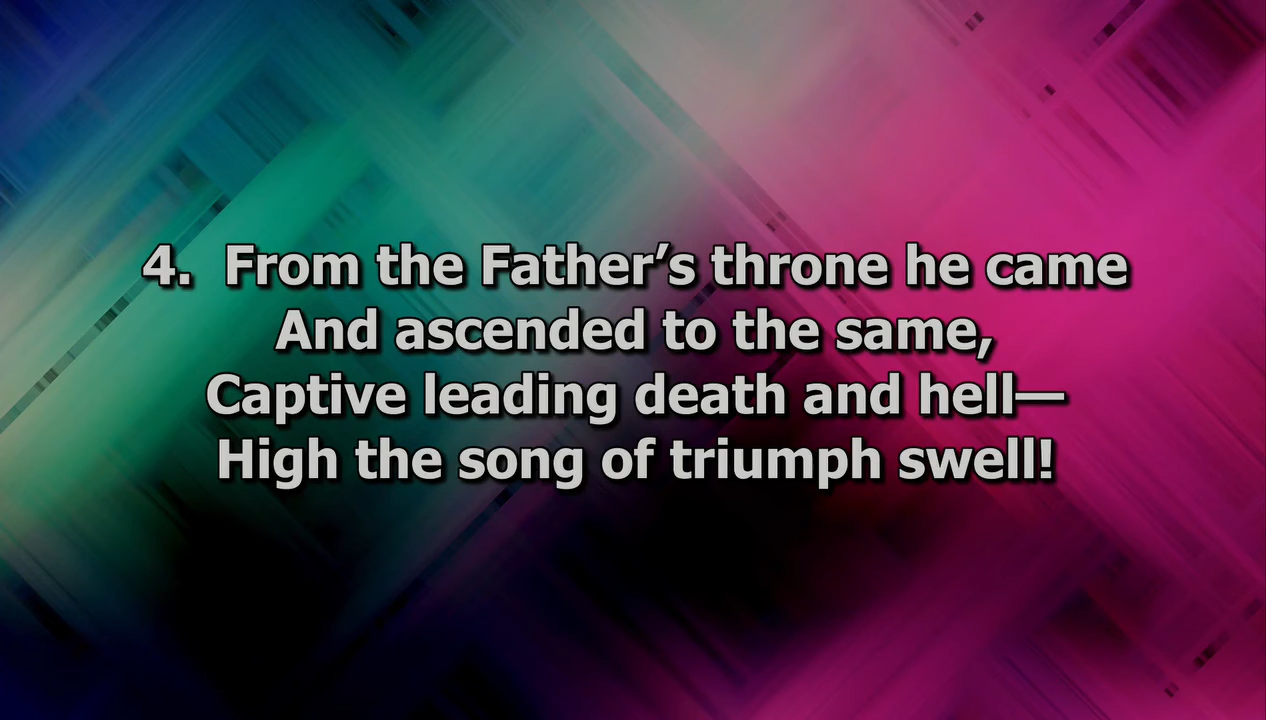 4. From the Father’s throne he came
And ascended to the same,
Captive leading death and hell—
High the song of triumph swell!